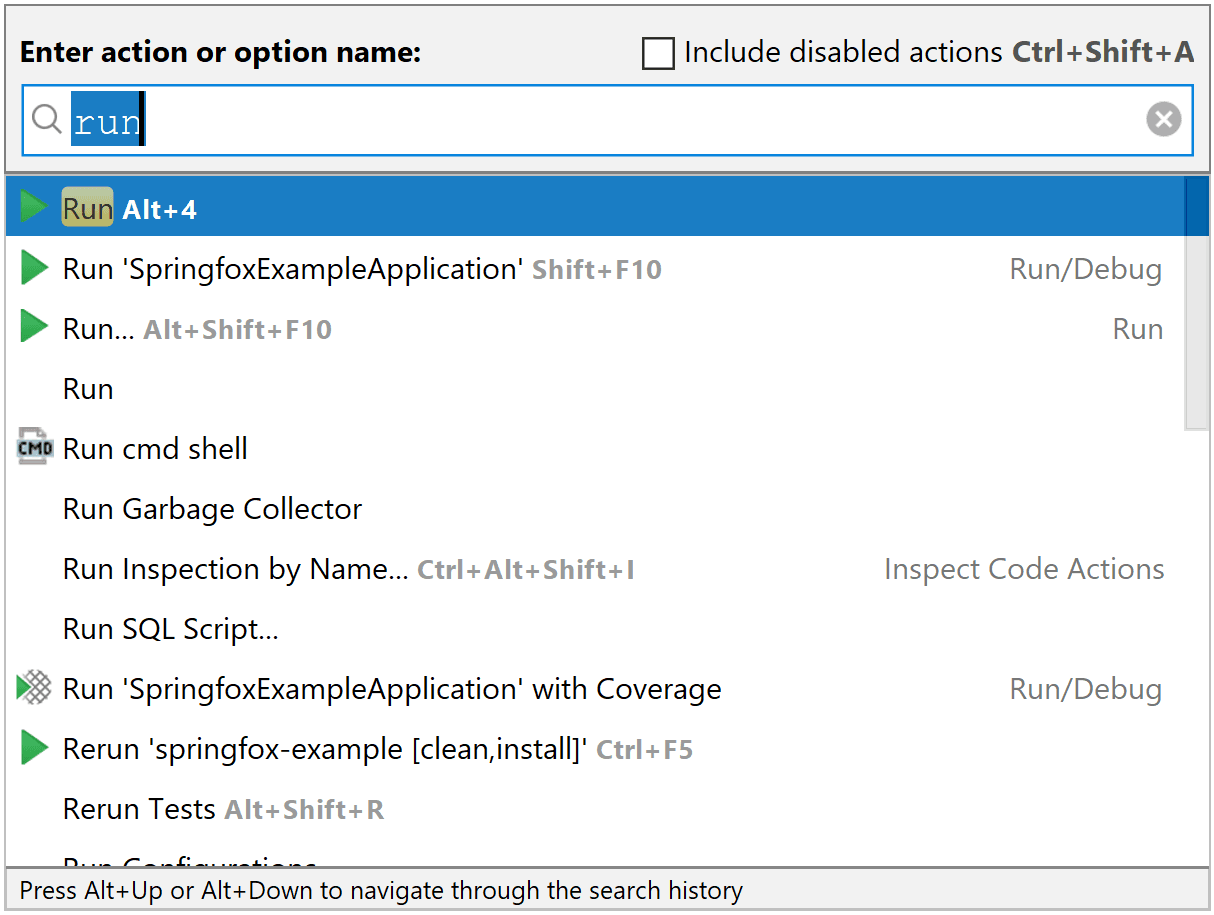 Enter action or option name: Include disabled actions Ctrl+Shift+A
run
Run Alt+4
Run 'SpringfoxExampleApplication' Shift+F10 Run/Debug
Run... Alt+Shift+F10 Run
Run
CMD Run cmd shell
Run Garbage Collector
Run Inspection by Name... Ctrl+Alt+Shift+I Inspect Code Actions
Run SQL Script...
Run 'SpringfoxExampleApplication' with Coverage Run/Debug
Rerun 'springfox-example [clean,install]' Ctrl+F5
Rerun Tests Alt+Shift+R
Run Configurations
Press Alt+Up or Alt+Down to navigate through the search history